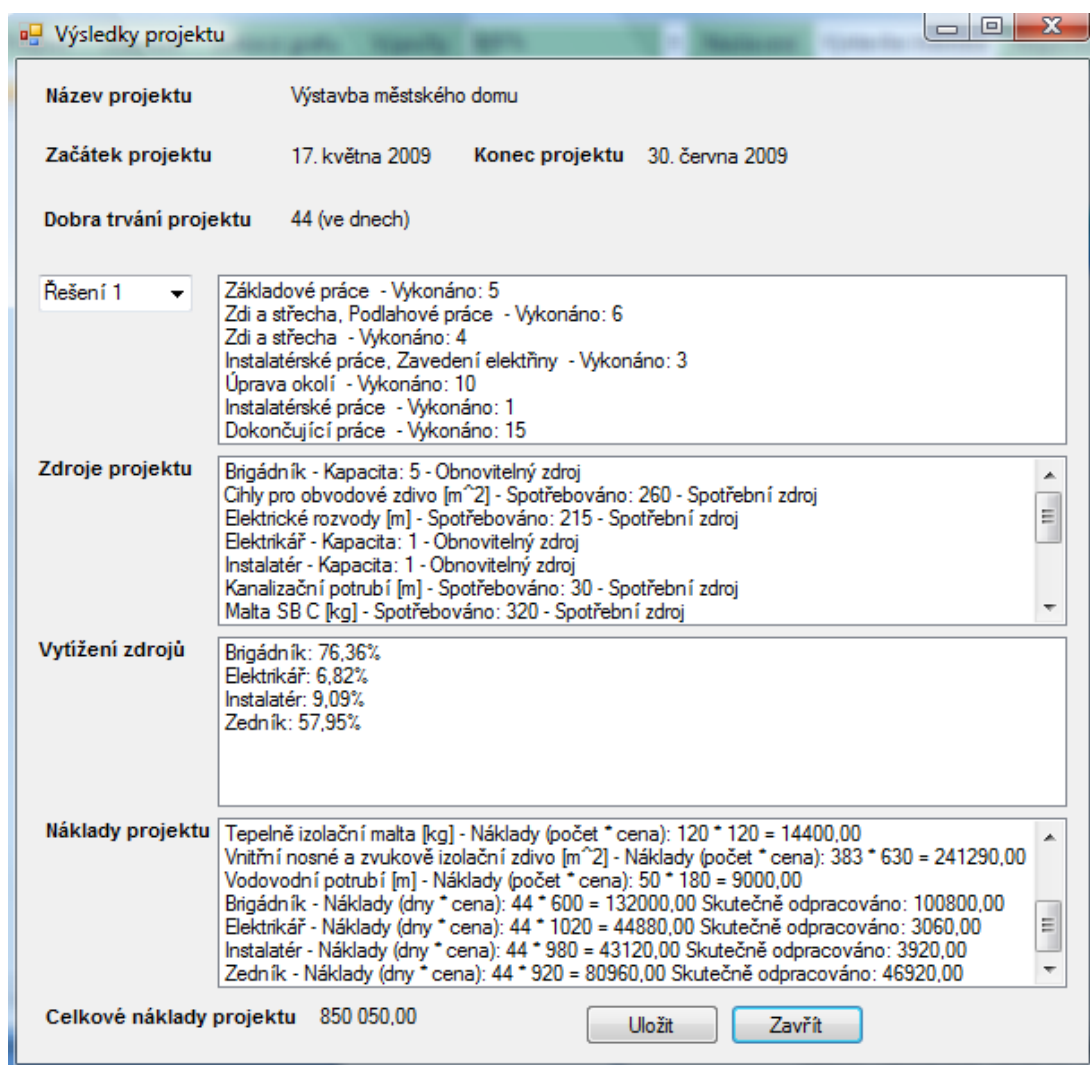 Výsledky projektu
Název projektu Výstavba městského domu
Začátek projektu 17. května 2009 Konec projektu 30. června 2009
Dobra trvání projektu 44 (ve dnech)
Řešení 1
Základové práce - Vykonáno: 5
Zdi a střecha, Podlahové práce - Vykonáno: 6
Zdi a střecha - Vykonáno: 4
Instalatérské práce, Zavedení elektřiny - Vykonáno: 3
Úprava okolí - Vykonáno: 10
Instalatérské práce - Vykonáno: 1
Dokončující práce - Vykonáno: 15
Zdroje projektu
Brigádník - Kapacita: 5 - Obnovitelný zdroj
Cihly pro obvodové zdivo [m^2] - Spotřebováno: 260 - Spotřební zdroj
Elektrické rozvody [m] - Spotřebováno: 215 - Spotřební zdroj
Elektrikář - Kapacita: 1 - Obnovitelný zdroj
Instalatér - Kapacita: 1 - Obnovitelný zdroj
Kanalizační potrubí [m] - Spotřebováno: 30 - Spotřební zdroj
Malta SB C [kg] - Spotřebováno: 320 - Spotřební zdroj
Vytížení zdrojů
Brigádník: 76,36%
Elektrikář: 6,82%
Instalatér: 9,09%
Zedník: 57,95%
Náklady projektu
Tepelně izolační malta [kg] - Náklady (počet * cena): 120 * 120 = 14400,00
Vnitřní nosné a zvukově izolační zdivo [m^2] - Náklady (počet * cena): 383 * 630 = 241290,00
Vodovodní potrubí [m] - Náklady (počet * cena): 50 * 180 = 9000,00
Brigádník - Náklady (dny * cena): 44 * 600 = 132000,00 Skutečně odpracováno: 100800,00
Elektrikář - Náklady (dny * cena): 44 * 1020 = 44880,00 Skutečně odpracováno: 3060,00
Instalatér - Náklady (dny * cena): 44 * 980 = 43120,00 Skutečně odpracováno: 3920,00
Zedník - Náklady (dny * cena): 44 * 920 = 80960,00 Skutečně odpracováno: 46920,00
Celkové náklady projektu 850 050,00
Uložit Zavřít